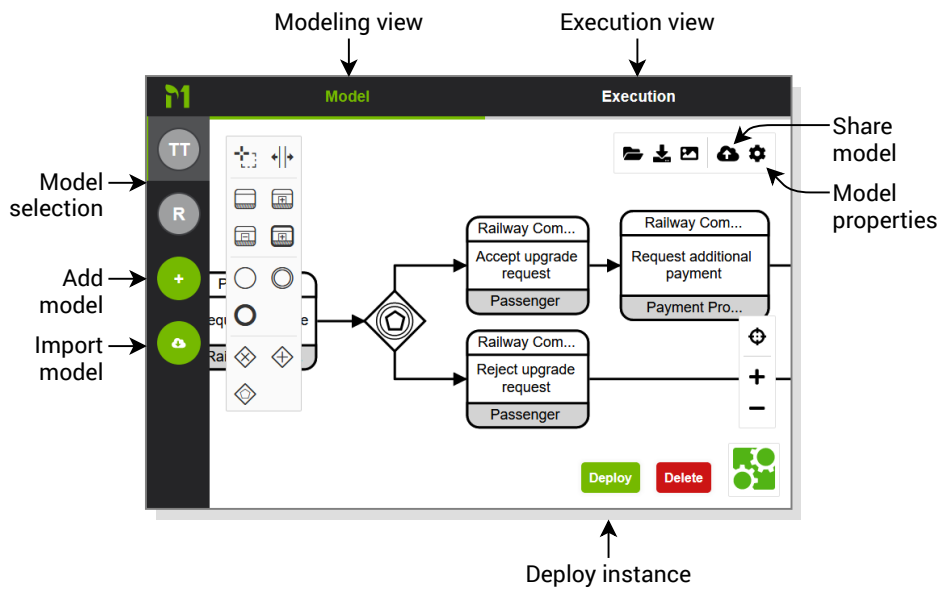 Modeling view
Execution view
Model
Execution
TT
R
Model
selection
Add
model
Import
model
Share
model
Model
properties
Railway Com...
Accept upgrade
request
Passenger
Railway Com...
Request additional
payment
Payment Pro...
Railway Com...
Reject upgrade
request
Passenger
P
equ
e
Rai
Deploy
Delete
Deploy instance